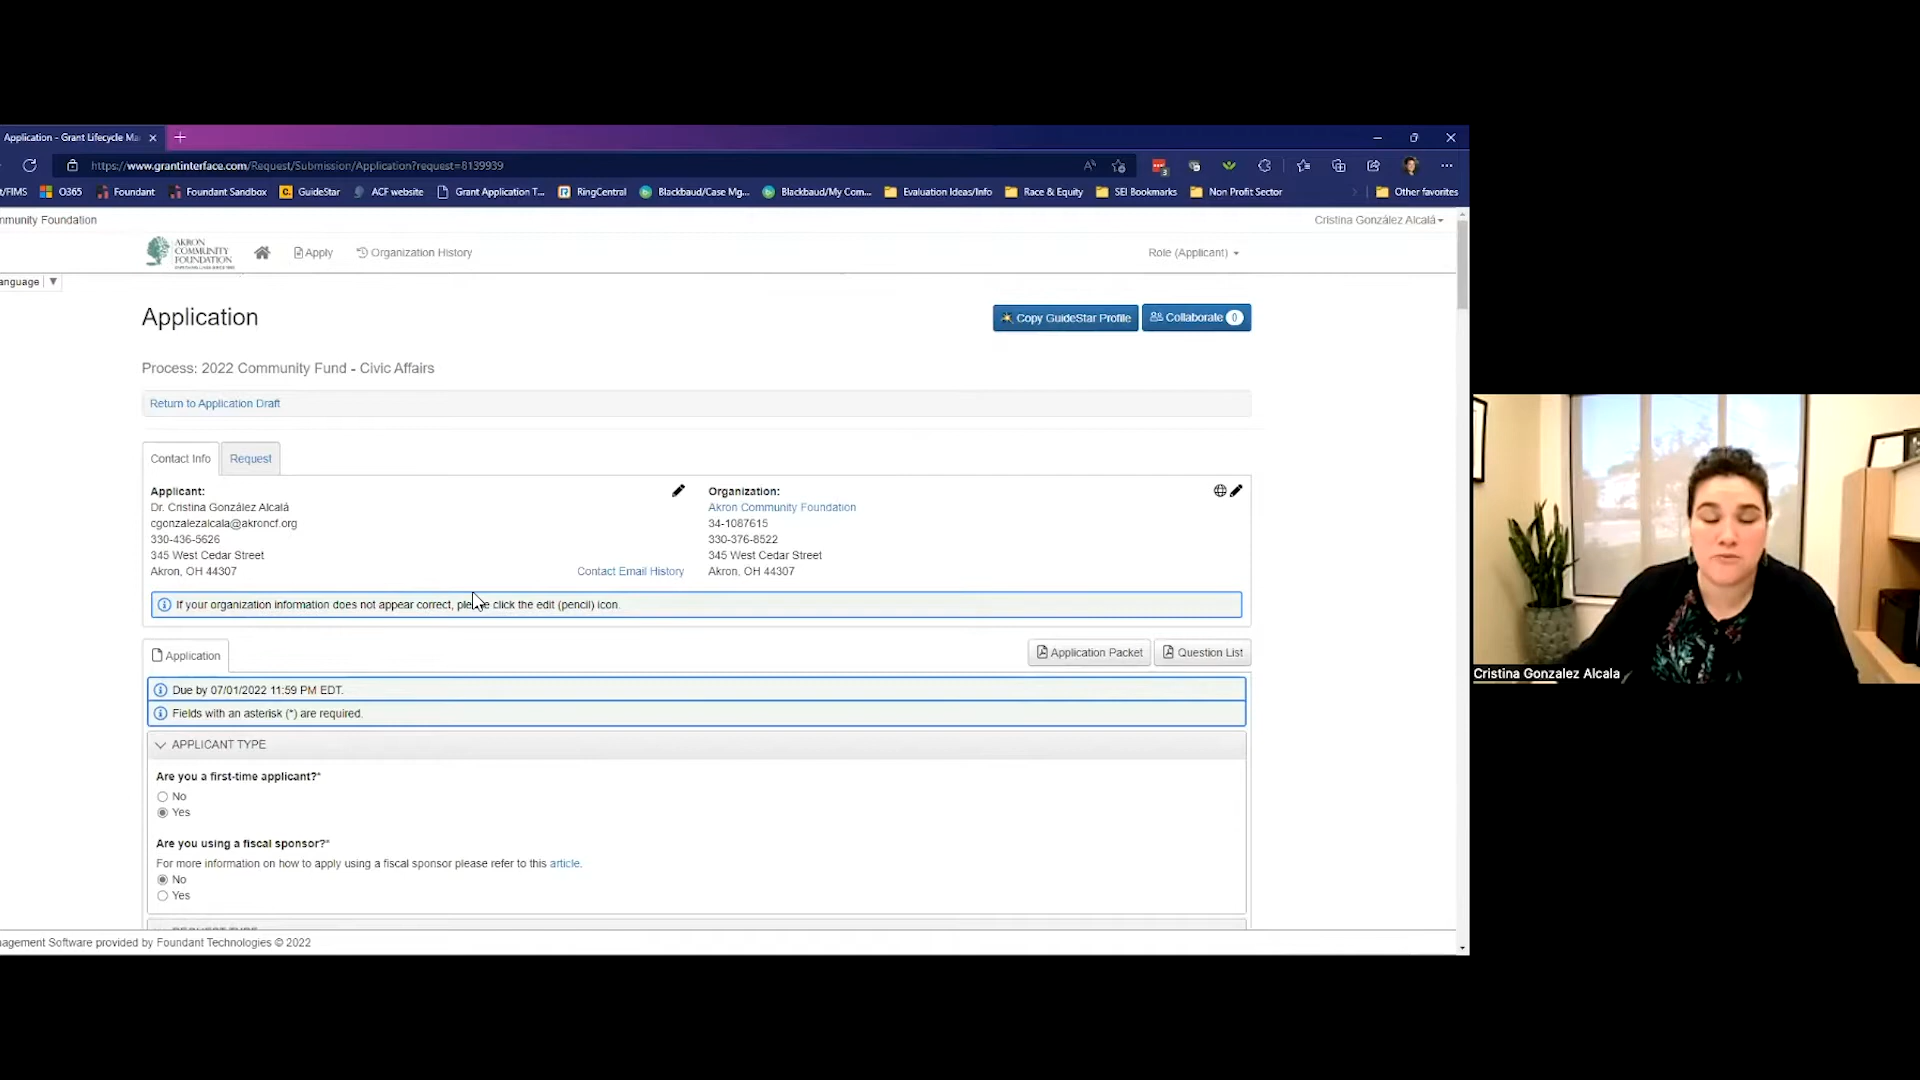 Application - Grant Lifecycle Ma
https://www.grantinterface.com/Request/Submission/Application?request=8139939
3
t/FIMS
O365
Foundant
Foundant Sandbox
GuideStar
ACF website
Grant Application T...
RingCentral
Blackbaud/Case Mg...
Blackbaud/My Com...
Evaluation Ideas/Info
Race & Equity
SEI Bookmarks
Non Profit Sector
Other favorites
mmunity Foundation
Cristina González Alcalá
AKRON
COMMUNITY
FOUNDATION
Apply
Organization History
Role (Applicant)
anguage
Application
Copy GuideStar Profile
Collaborate 0
Process: 2022 Community Fund - Civic Affairs
Return to Application Draft
Contact Info
Request
Applicant:
Dr. Cristina González Alcalá
cgonzalezalcala@akroncf.org
330-436-5626
345 West Cedar Street
Akron, OH 44307
Contact Email History
Organization:
Akron Community Foundation
34-1087615
330-376-8522
345 West Cedar Street
Akron, OH 44307
If your organization information does not appear correct, please click the edit (pencil) icon.
Application
Application Packet
Question List
Due by 07/01/2022 11:59 PM EDT.
Fields with an asterisk (*) are required.
APPLICANT TYPE
Are you a first-time applicant?*
No
Yes
Are you using a fiscal sponsor?*
For more information on how to apply using a fiscal sponsor please refer to this article.
No
Yes
REQUEST TYPE
nagement Software provided by Foundant Technologies © 2022
Cristina Gonzalez Alcala